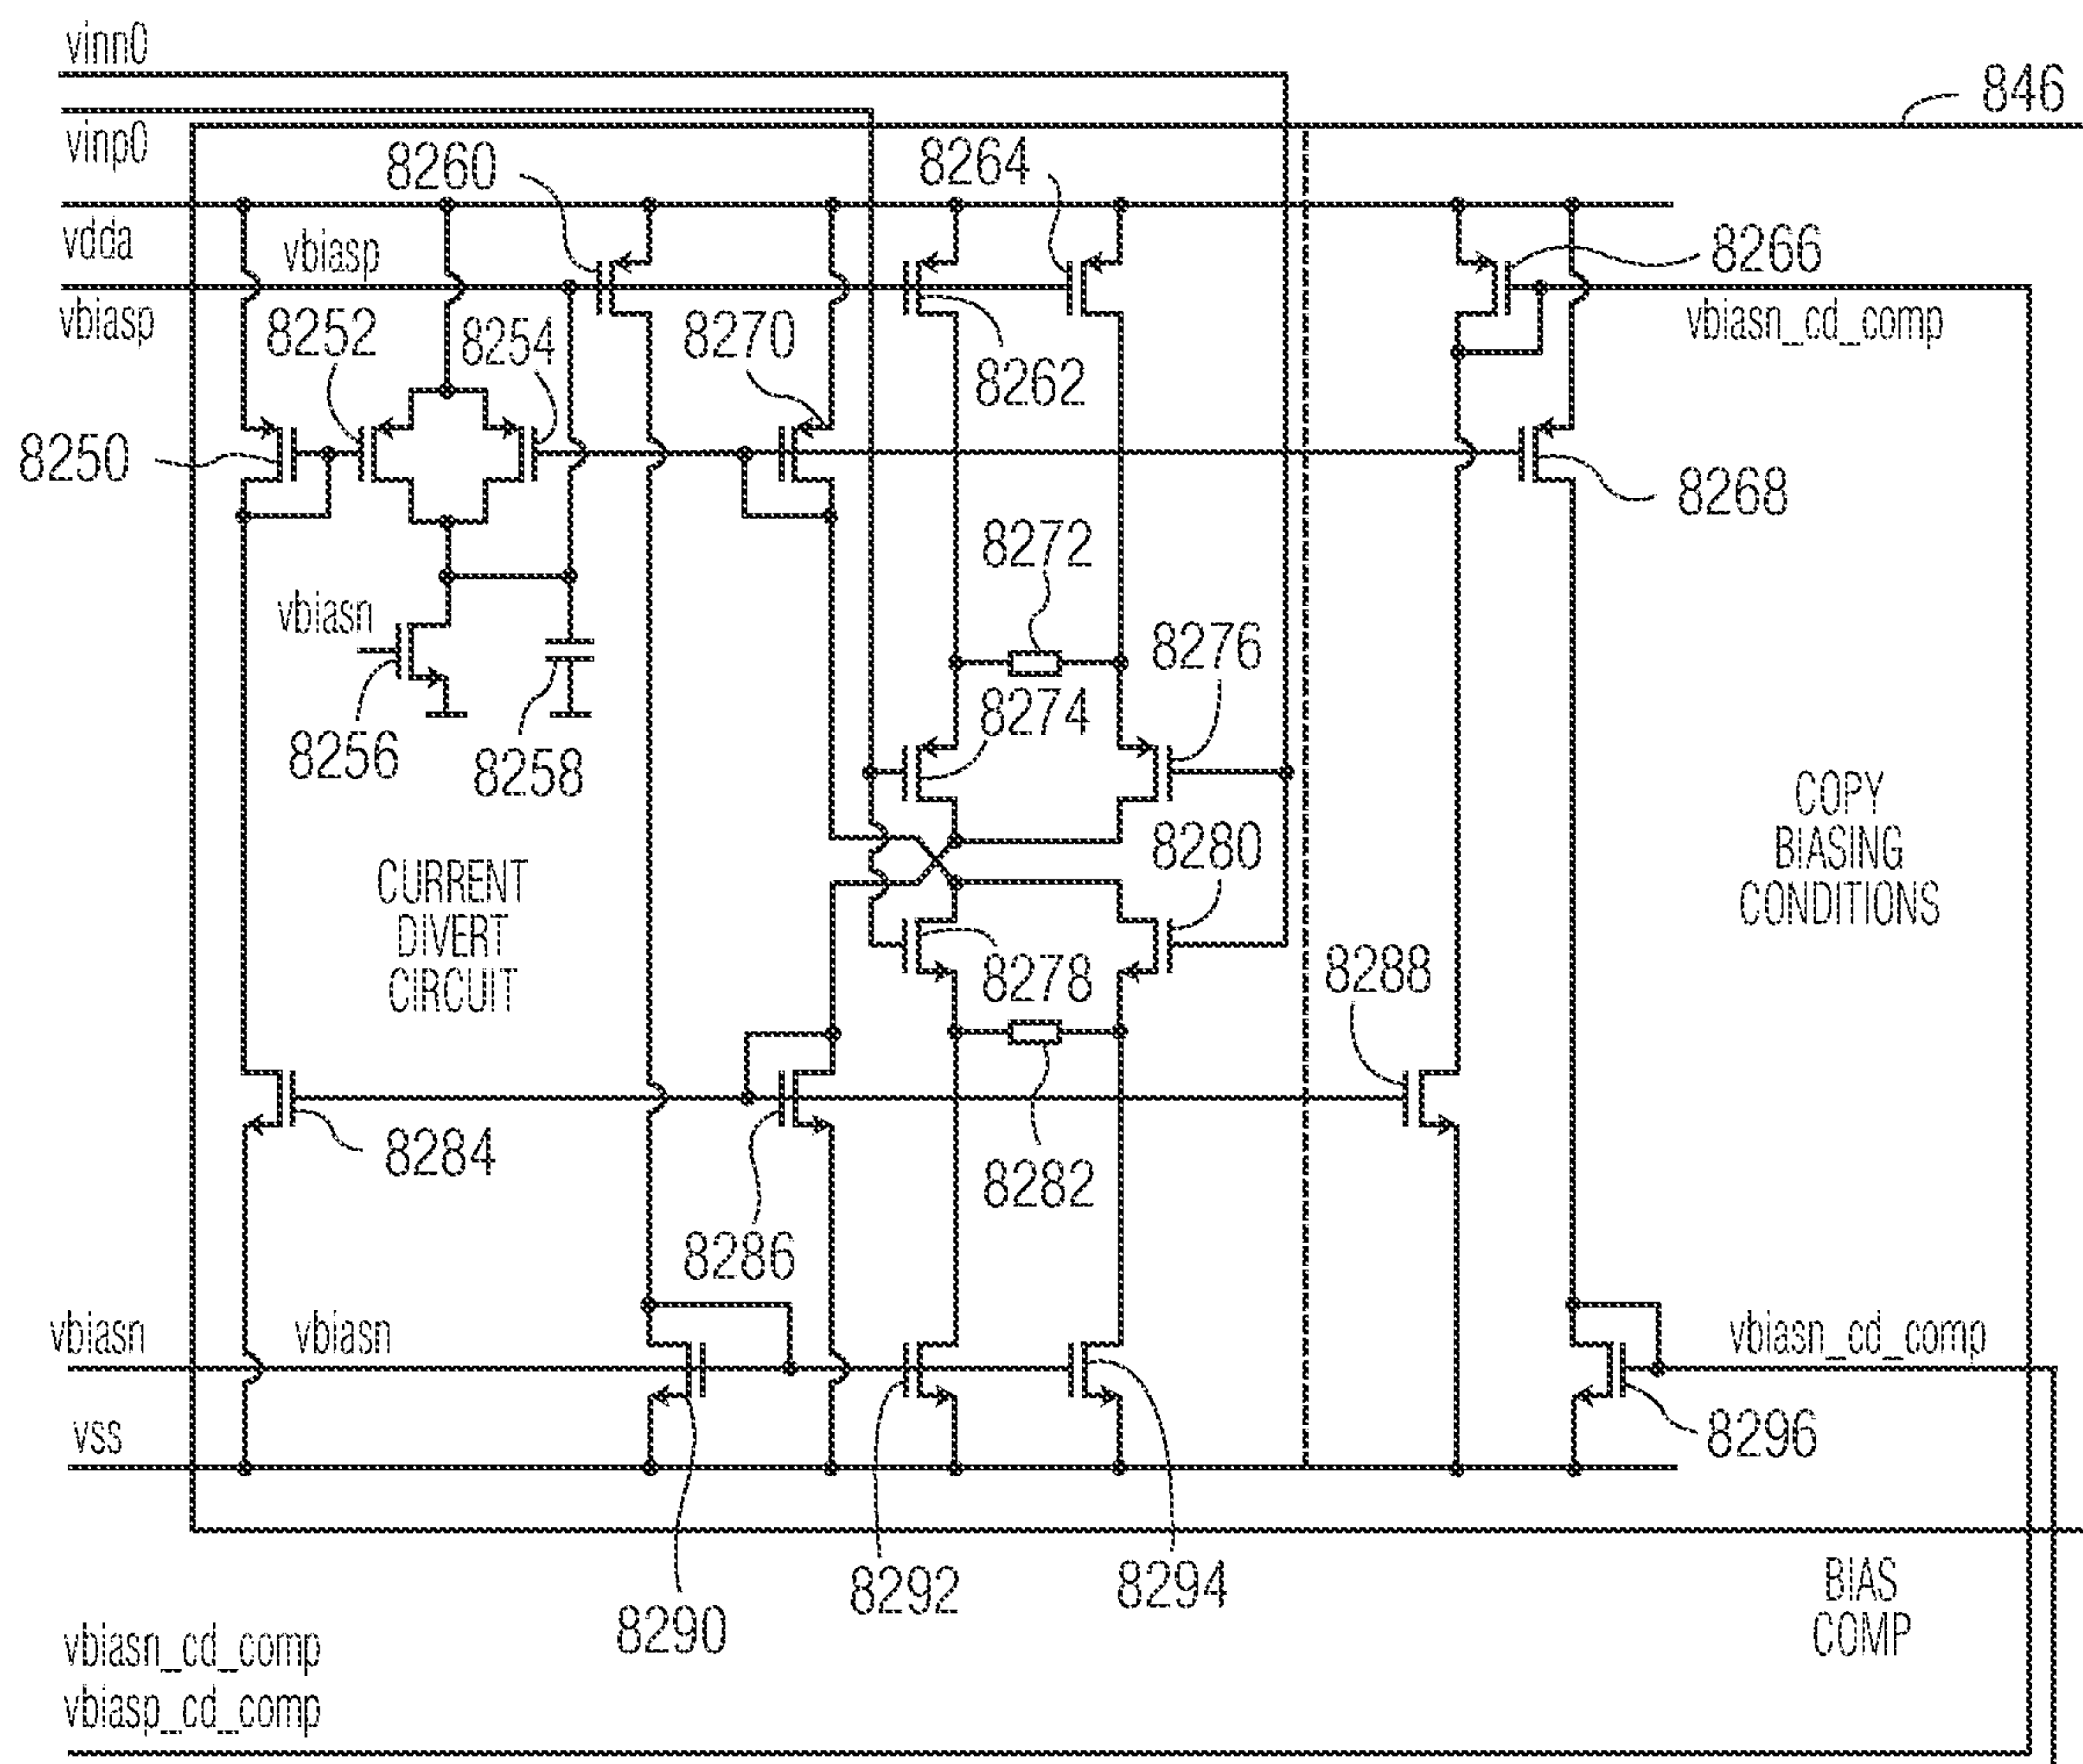 vinn0
846
vinp0
8260
8264
vdda
vbiasp
8266
vbiasp
8252
8254
8270
8262
vbiasn_cd_comp
8250
8268
8272
vbiasn
8276
8274
8256
8258
COPY
BIASING
CONDITIONS
8280
CURRENT
DIVERT
CIRCUIT
8278
8288
8284
8282
8286
vbiasn
vbiasn
vbiasn_cd_comp
vss
8296
8290
8292
8294
BIAS
COMP
vbiasn_cd_comp
vbiasp_cd_comp